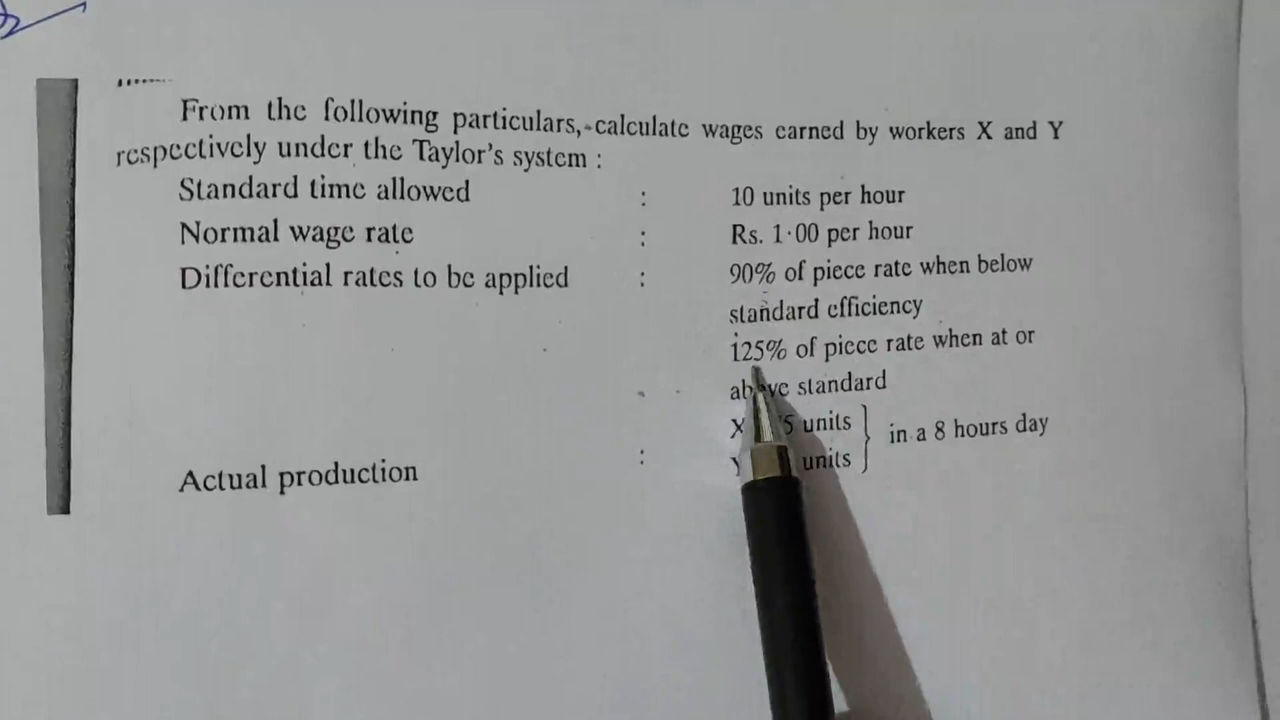 From the following particulars, calculate wages earned by workers X and Y
respectively under the Taylor's system :
Standard time allowed : 10 units per hour
Normal wage rate : Rs. 1·00 per hour
Differential rates to be applied : 90% of piece rate when below
standard efficiency
125% of piece rate when at or
above standard
X units
Actual production : units } in a 8 hours day